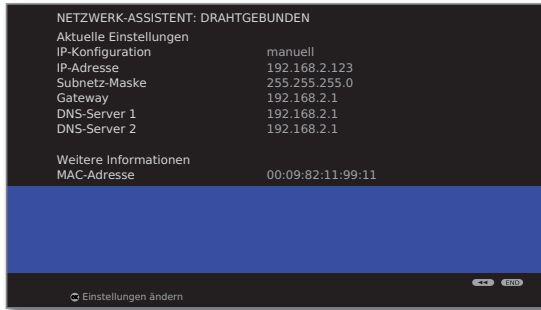 NETZWERK-ASSISTENT: DRAHTGEBUNDEN
Aktuelle Einstellungen
IP-Konfiguration manuell
IP-Adresse 192.168.2.123
Subnetz-Maske 255.255.255.0
Gateway 192.168.2.1
DNS-Server 1 192.168.2.1
DNS-Server 2 192.168.2.1
Weitere Informationen
MAC-Adresse 00:09:82:11:99:11
END
OK Einstellungen ändern